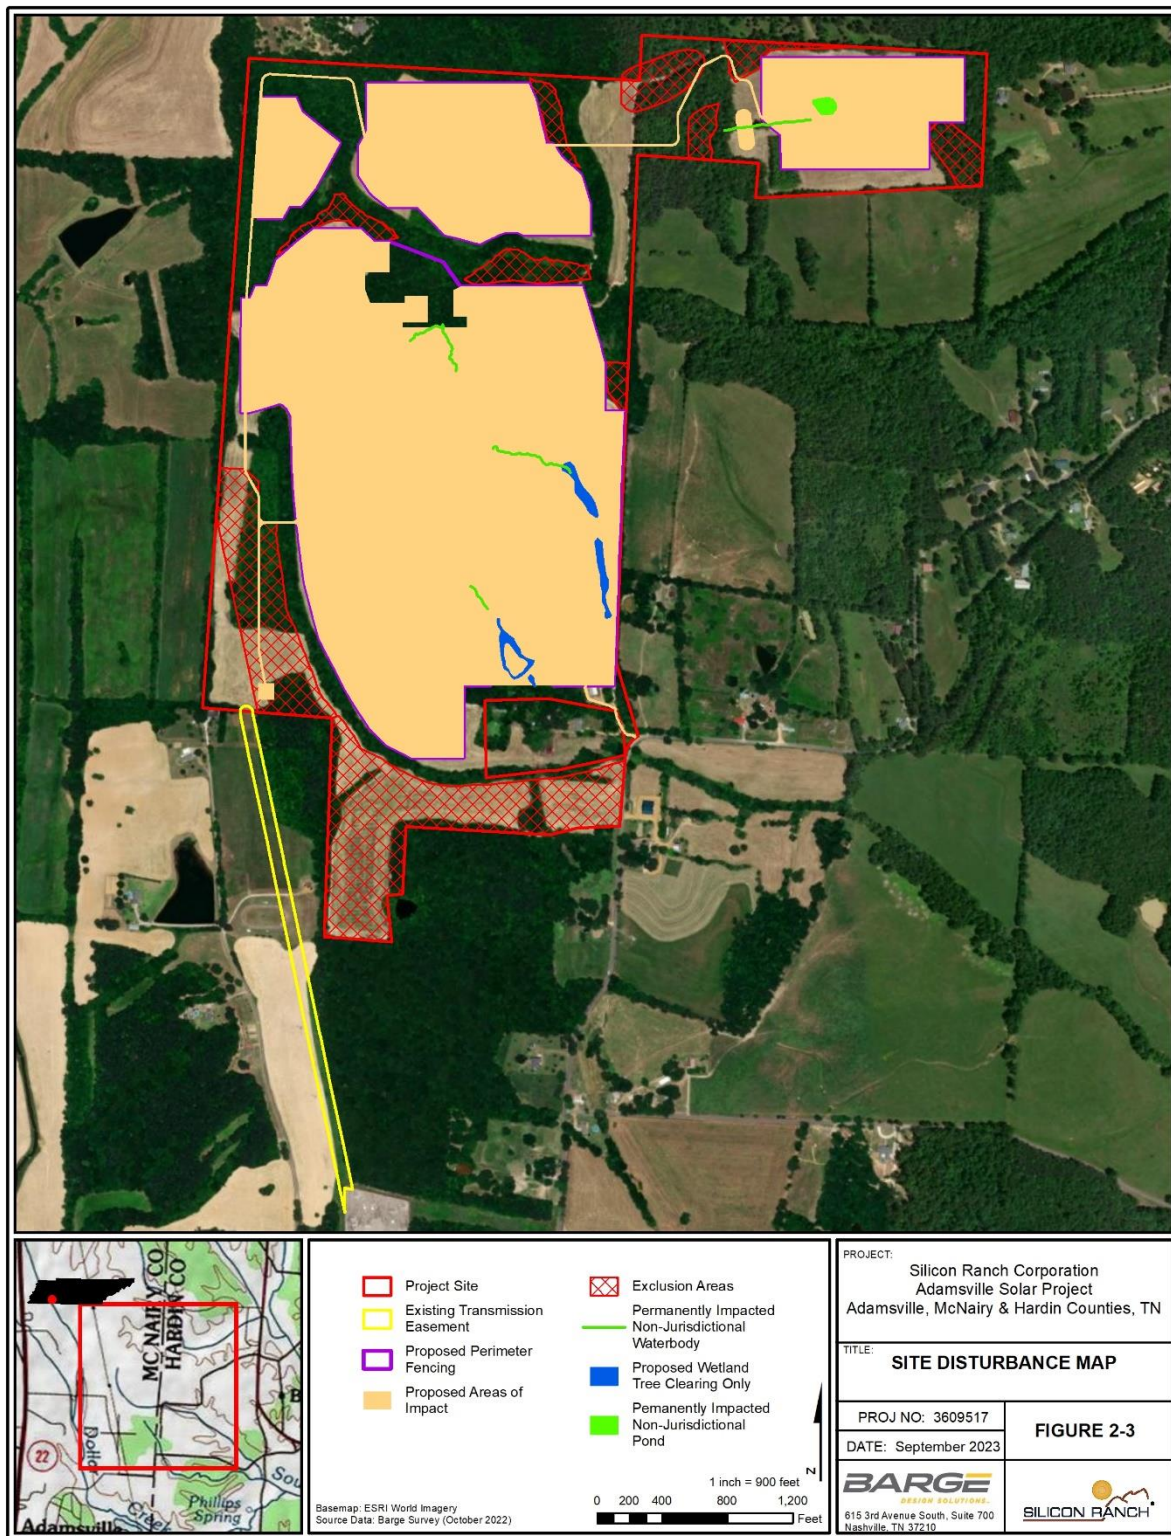 MCNAIRY CO
HARDIN CO
22
Dollar
Creek
Phillips
Spring
Adamsville
Sou
B
Project Site
Existing Transmission
Easement
Proposed Perimeter
Fencing
Proposed Areas of
Impact
Exclusion Areas
Permanently Impacted
Non-Jurisdictional
Waterbody
Proposed Wetland
Tree Clearing Only
Pemanently Impacted
Non-Jurisdictional
Pond
N
1 inch = 900 feet
0 200 400 800 1,200
Feet
Basemap: ESRI World Imagery
Source Data: Barge Survey (October 2022)
PROJECT:
Silicon Ranch Corporation
Adamsville Solar Project
Adamsville, McNairy & Hardin Counties, TN
TITLE:
SITE DISTURBANCE MAP
PROJ NO: 3609517
DATE: September 2023
FIGURE 2-3
BARGE
DESIGN SOLUTIONS.
615 3rd Avenue South, Suite 700
Nashville, TN 37210
SILICON RANCH